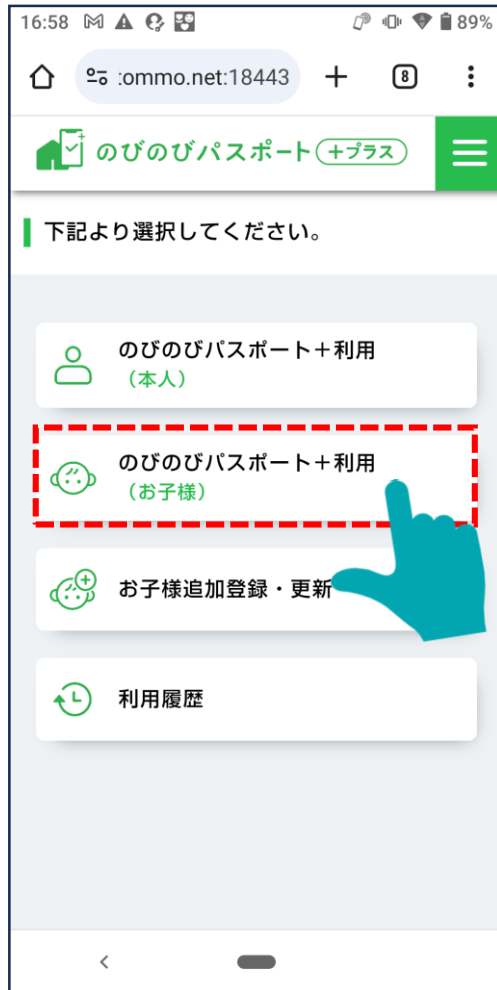 16:58
89%
:ommo.net:18443
8
のびのびパスポート +プラス
下記より選択してください。
のびのびパスポート+利用
(本人)
のびのびパスポート+利用
(お子様)
お子様追加登録・更新
利用履歴